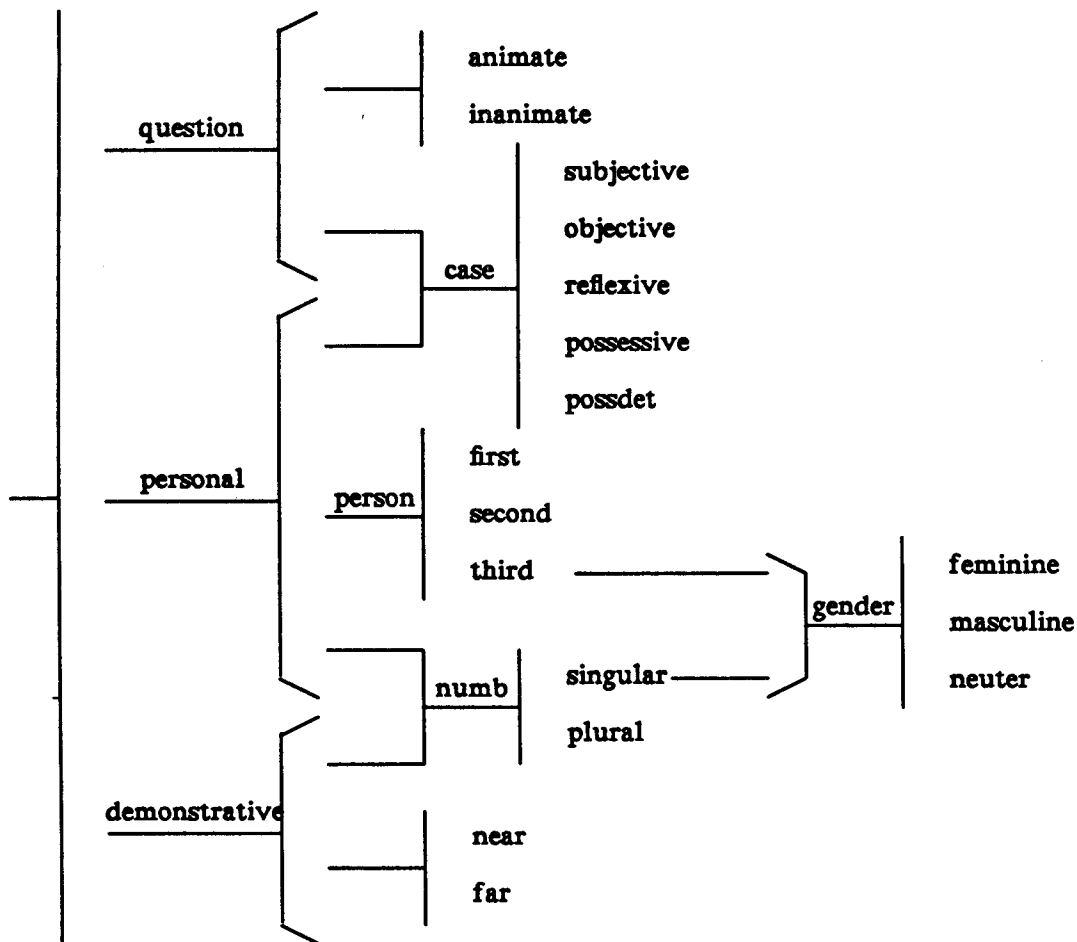 animate
inanimate
question
subjective
objective
case
reflexive
possessive
possdet
first
personal
person
second
third
feminine
gender
masculine
singular
numb
neuter
plural
demonstrative
near
far